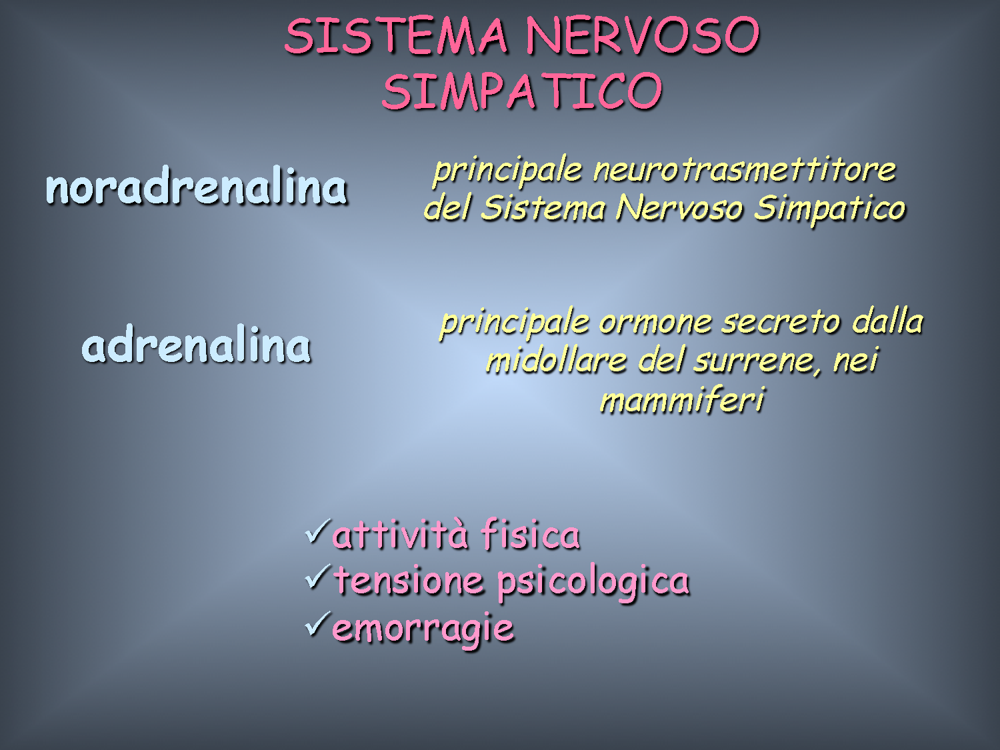 SISTEMA NERVOSO
SIMPATICO
noradrenalina
principale neurotrasmettitore
del Sistema Nervoso Simpatico
adrenalina
principale ormone secreto dalla
midollare del surrene, nei
mammiferi
✓attività fisica
✓tensione psicologica
✓emorragie